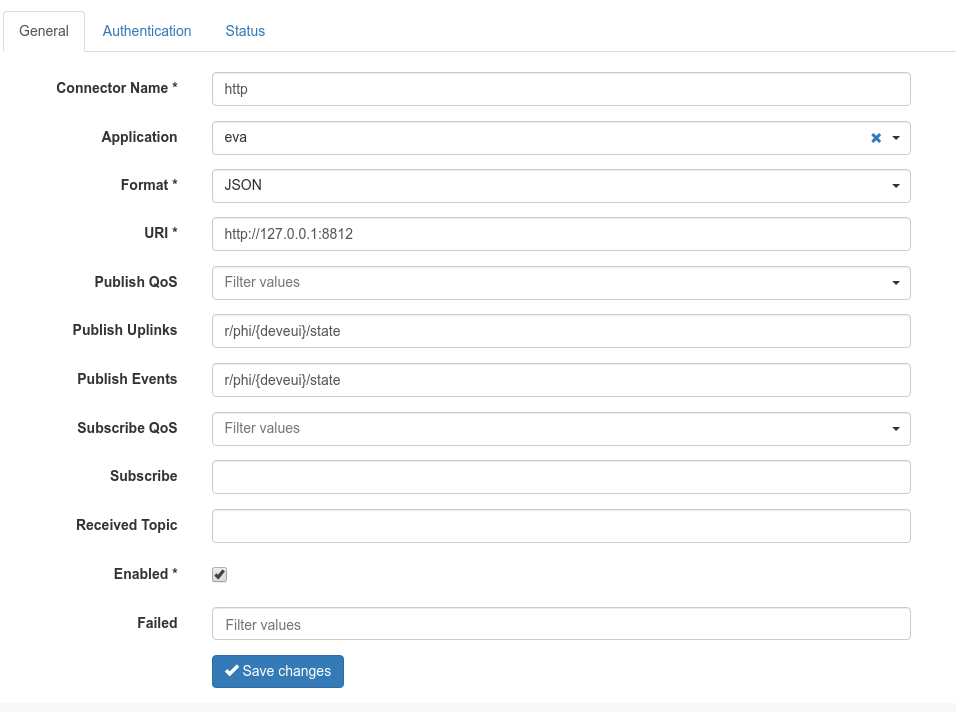 General Authentication Status
Connector Name * http
Application eva
Format * JSON
URI * http://127.0.0.1:8812
Publish QoS Filter values
Publish Uplinks r/phi/{deveui}/state
Publish Events r/phi/{deveui}/state
Subscribe QoS Filter values
Subscribe
Received Topic
Enabled *
Failed Filter values
Save changes